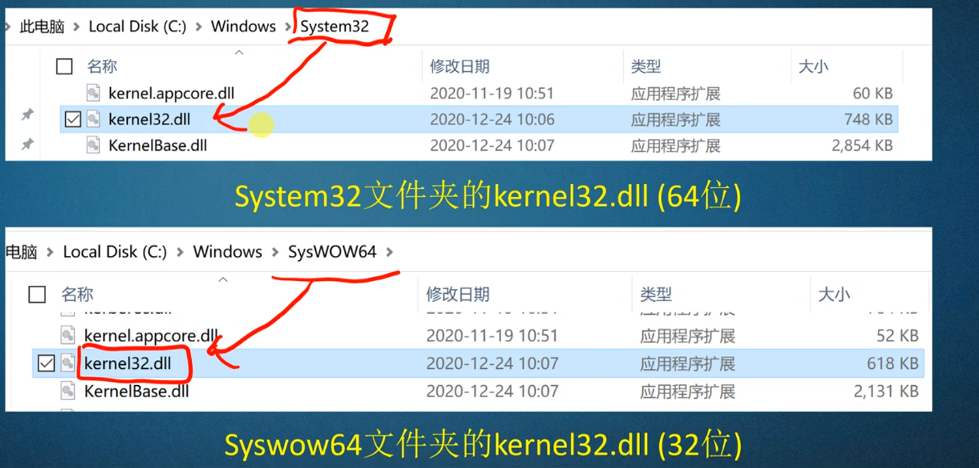 此电脑 > Local Disk (C:) > Windows > System32
名称 修改日期 类型 大小
kernel.appcore.dll 2020-11-19 10:51 应用程序扩展 60 KB
kernel32.dll 2020-12-24 10:06 应用程序扩展 748 KB
KernelBase.dll 2020-12-24 10:07 应用程序扩展 2,854 KB
System32文件夹的kernel32.dll (64位)
电脑 > Local Disk (C:) > Windows > SysWOW64 >
名称 修改日期 类型 大小
kernel.appcore.dll 2020-11-19 10:51 应用程序扩展 52 KB
kernel32.dll 2020-12-24 10:07 应用程序扩展 618 KB
KernelBase.dll 2020-12-24 10:07 应用程序扩展 2,131 KB
Syswow64文件夹的kernel32.dll (32位)